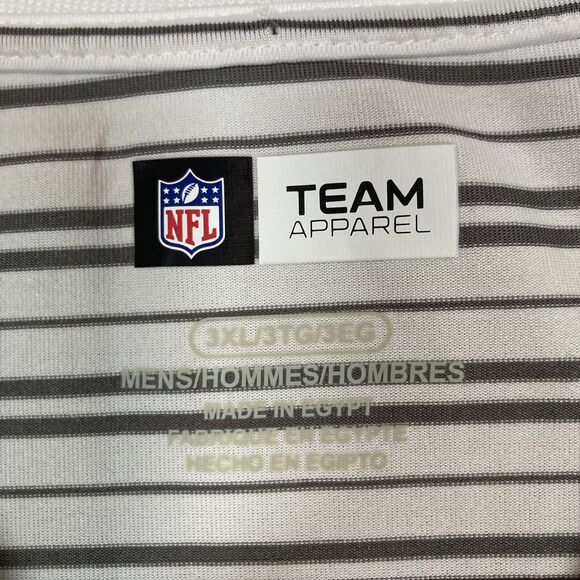 NFL
TEAM
APPAREL
3XL/3TG/3EG
MENS/HOMMES/HOMBRES
MADE IN EGYPT
FABRIQUE EN EGYPTE
HECHO EN EGIPTO